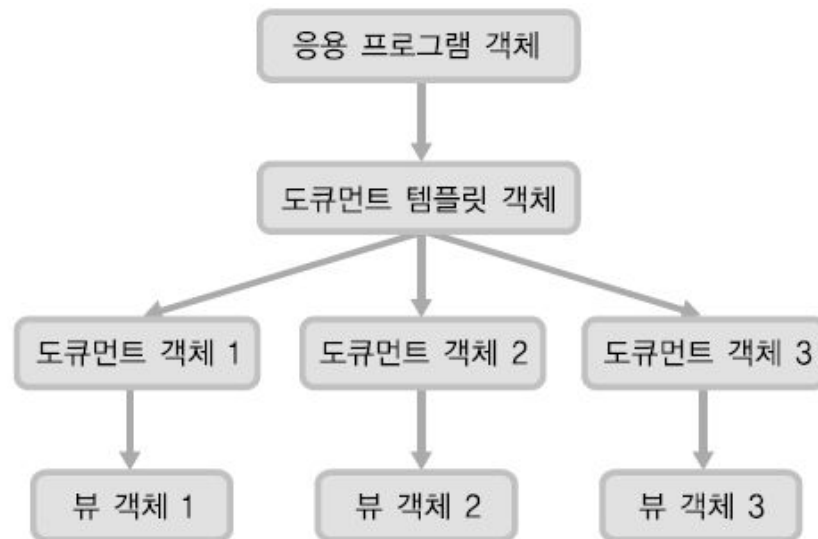 응용 프로그램 객체
도큐먼트 템플릿 객체
도큐먼트 객체 1
도큐먼트 객체 2
도큐먼트 객체 3
뷰 객체 1
뷰 객체 2
뷰 객체 3